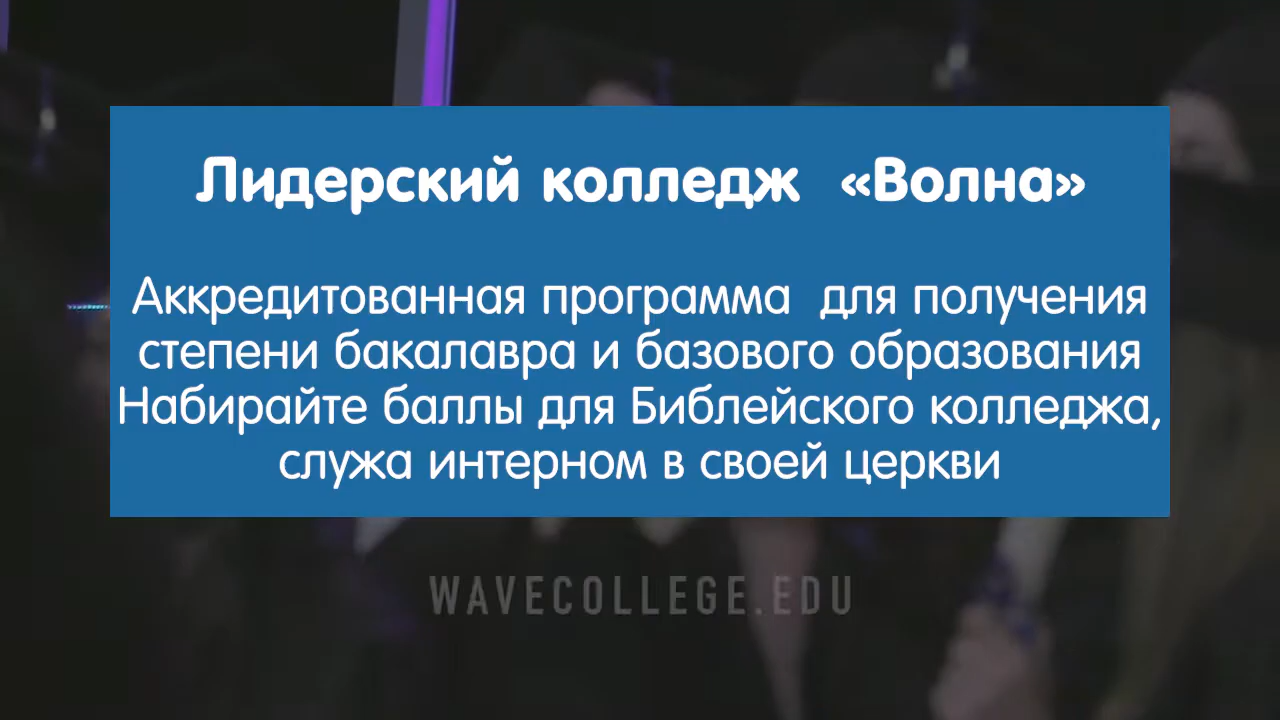 Лидерский колледж «Волна»
Аккредитованная программа для получения
степени бакалавра и базового образования
Набирайте баллы для Библейского колледжа,
служа интерном в своей церкви
WAVECOLLEGE.EDU